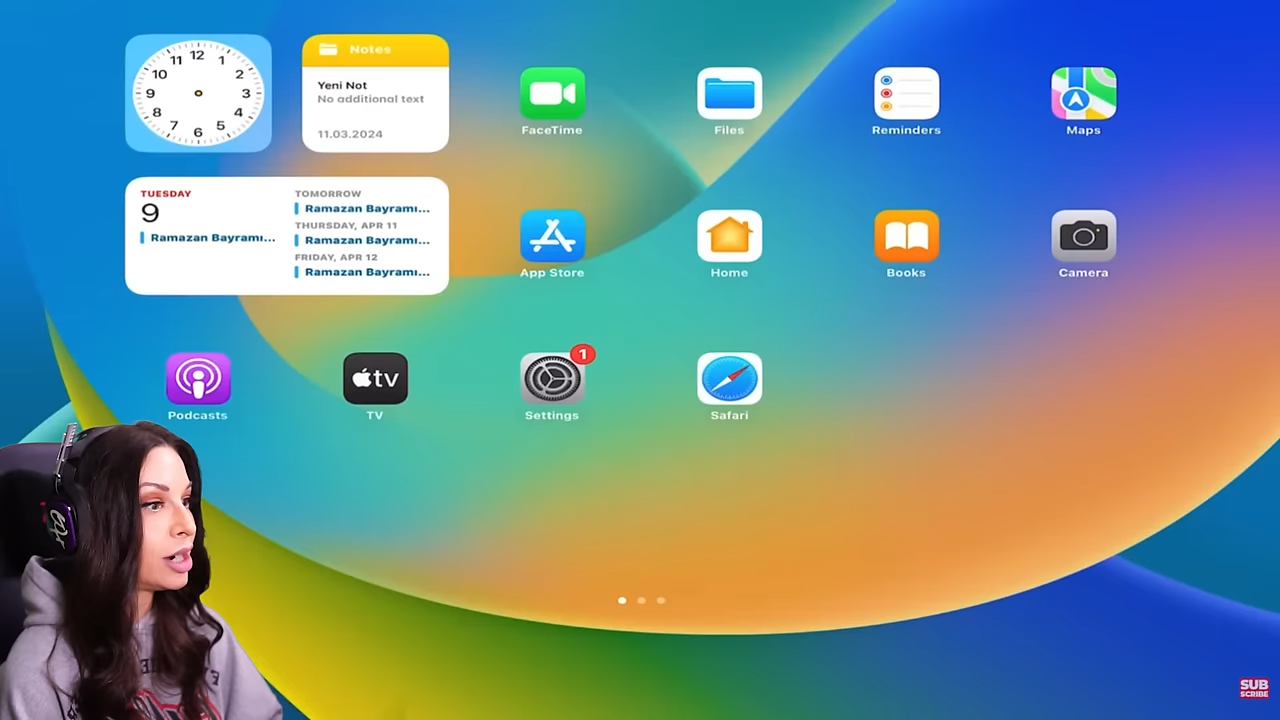 12
11
1
10
2
9
3
8
4
7
5
6
Notes
Yeni Not
No additional text
11.03.2024
FaceTime
Files
Reminders
Maps
TUESDAY
9
Ramazan Bayramı...
TOMORROW
Ramazan Bayramı...
THURSDAY, APR 11
Ramazan Bayramı...
FRIDAY, APR 12
Ramazan Bayramı...
App Store
Home
Books
Camera
tv
1
Podcasts
TV
Settings
Safari
SUB
SCRIBE